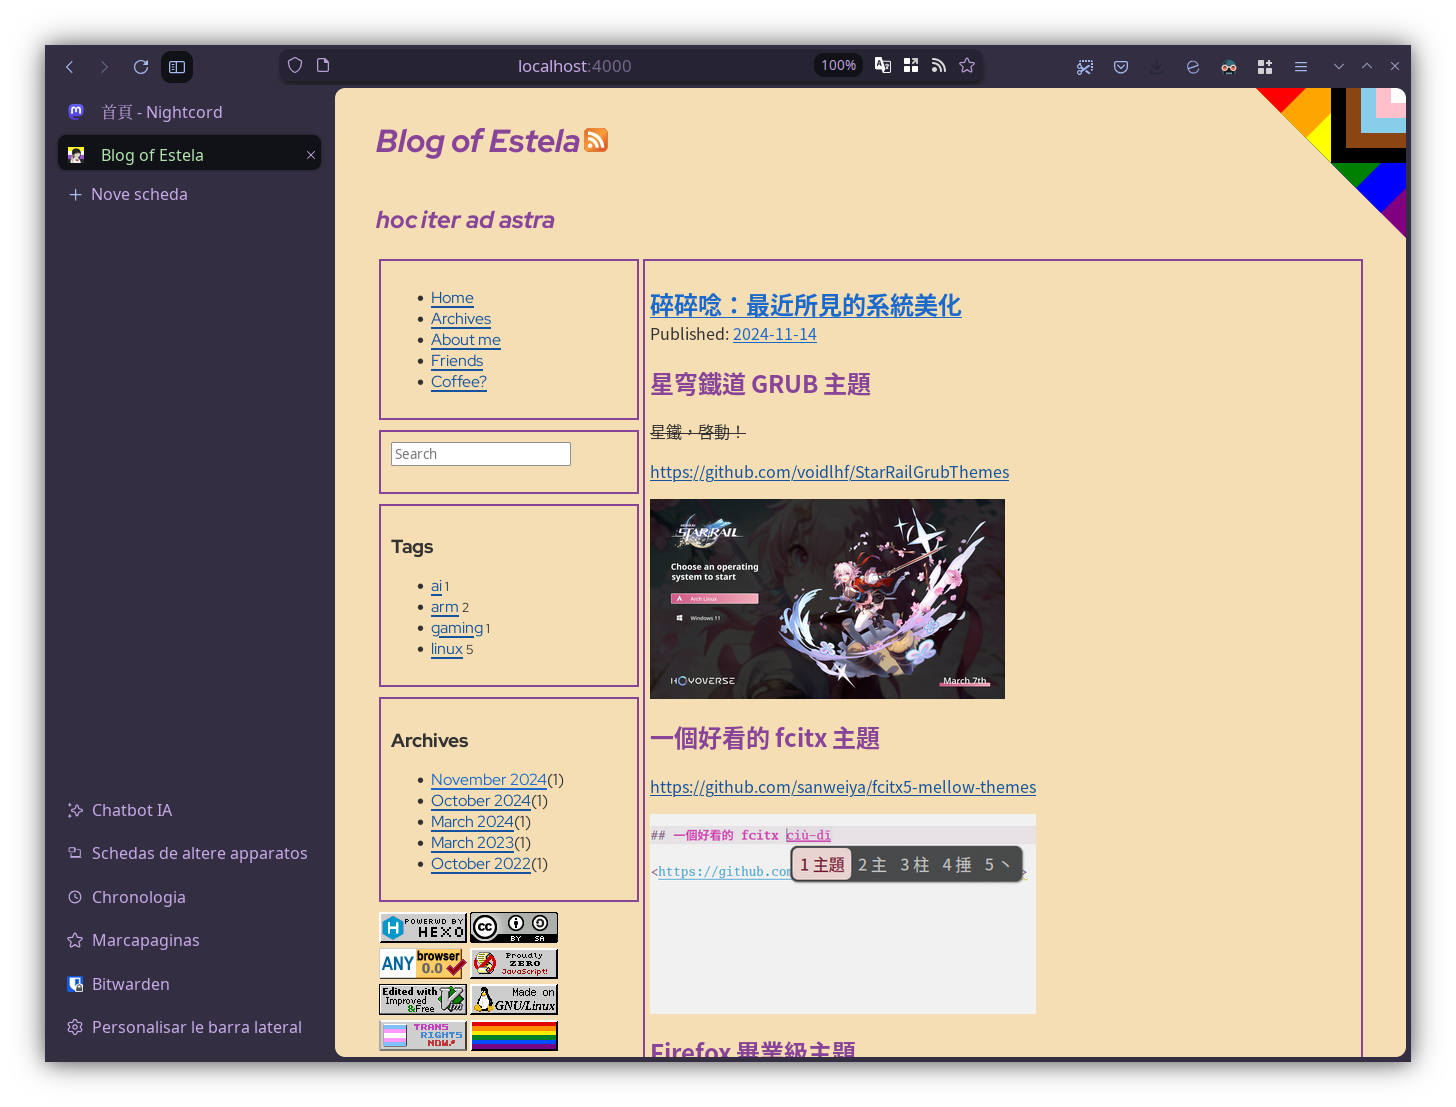 localhost:4000
100%
首頁 - Nightcord
Blog of Estela
Nove scheda
Chatbot IA
Schedas de altere apparatos
Chronologia
Marcapaginas
Bitwarden
Personalisar le barra lateral
Blog of Estela
hoc iter ad astra
Home
Archives
About me
Friends
Coffee?
Search
Tags
ai 1
arm 2
gaming 1
linux 5
Archives
November 2024(1)
October 2024(1)
March 2024(1)
March 2023(1)
October 2022(1)
POWERWD BY
HEXO
CC
BY SA
ANY browser
0.0
Proudly
ZERO
JavaScript!
Edited with
Improved
&Free Vim
Made on
GNU/Linux
TRANS
RIGHTS
NOW!
碎碎唸：最近所見的系統美化
Published: 2024-11-14
星穹鐵道 GRUB 主題
星鐵，啓動！
https://github.com/voidlhf/StarRailGrubThemes
STAR RAIL
Choose an operating
system to start
Arch Linux
Windows 11
HOYOVERSE
March 7th
一個好看的 fcitx 主題
https://github.com/sanweiya/fcitx5-mellow-themes
## 一個好看的 fcitx ciù-dī
1 主題 2 主 3 柱 4 捶 5 丶
<https://github.com >
Firefox 畢業級主題